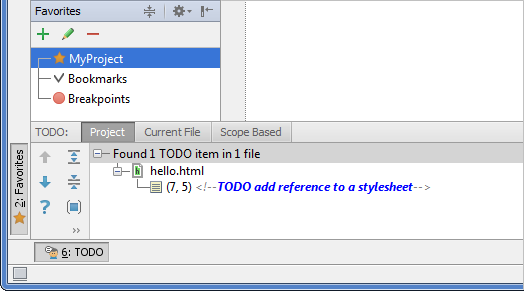 Favorites
MyProject
Bookmarks
Breakpoints
TODO: Project Current File Scope Based
Found 1 TODO item in 1 file
hello.html
(7, 5) <!--TODO add reference to a stylesheet-->
2: Favorites
6: TODO